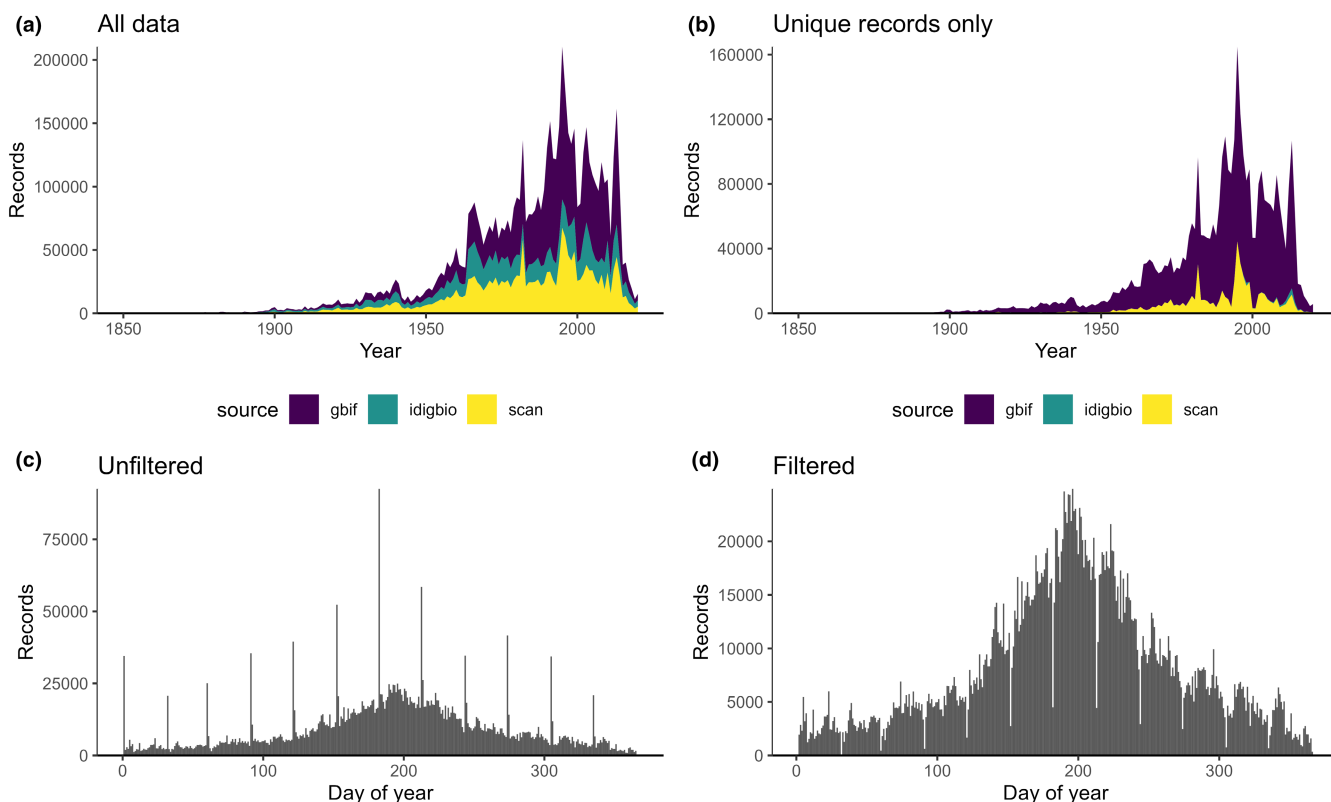 (a) All data
200000
150000
100000
50000
0
Records
1850 1900 1950 2000
Year
source gbif idigbio scan
(b) Unique records only
160000
120000
80000
40000
0
Records
1850 1900 1950 2000
Year
source gbif idigbio scan
(c) Unfiltered
75000
50000
25000
0
Records
0 100 200 300
Day of year
(d) Filtered
20000
15000
10000
5000
0
Records
0 100 200 300
Day of year